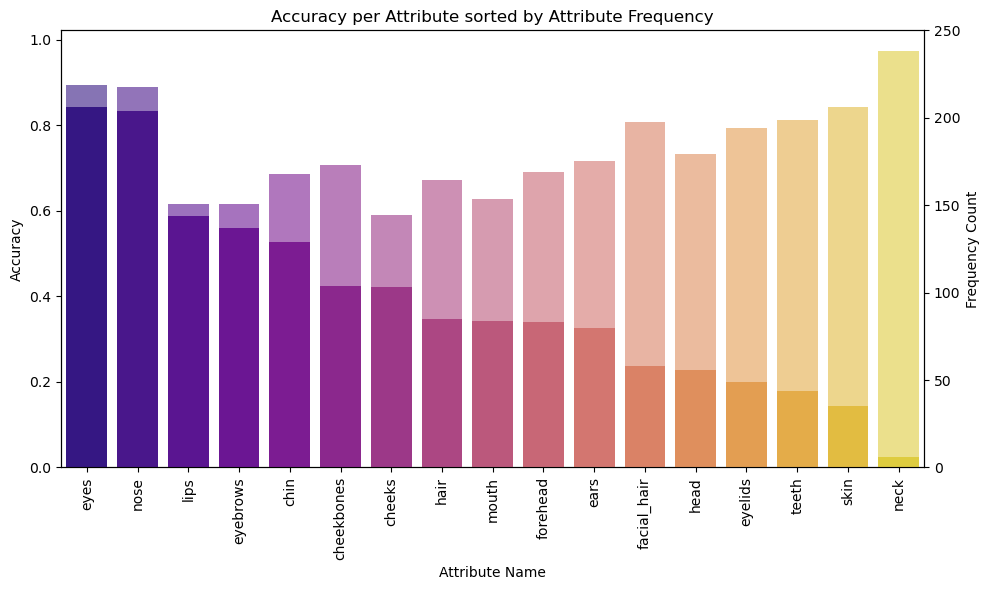 Accuracy per Attribute sorted by Attribute Frequency
1.0
0.8
0.6
0.4
0.2
0.0
Accuracy
250
200
150
100
50
0
Frequency Count
eyes
nose
lips
eyebrows
chin
cheekbones
cheeks
hair
mouth
forehead
ears
facial_hair
head
eyelids
teeth
skin
neck
Attribute Name